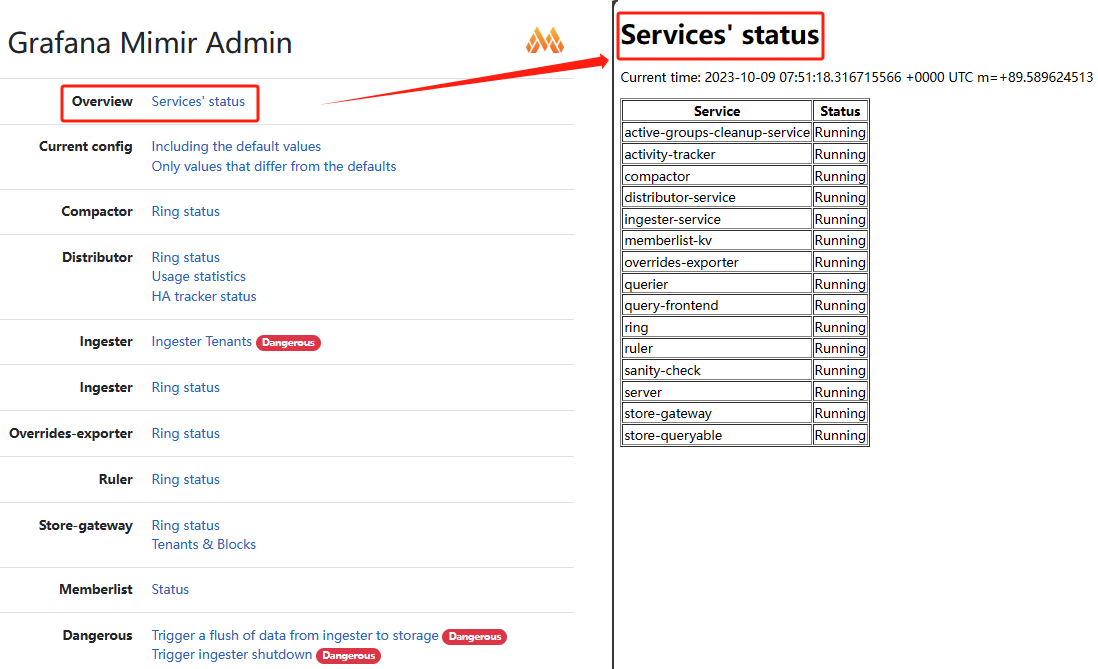 Grafana Mimir Admin
Overview Services' status
Current config Including the default values
Only values that differ from the defaults
Compactor Ring status
Distributor Ring status
Usage statistics
HA tracker status
Ingester Ingester Tenants Dangerous
Ingester Ring status
Overrides-exporter Ring status
Ruler Ring status
Store-gateway Ring status
Tenants & Blocks
Memberlist Status
Dangerous Trigger a flush of data from ingester to storage Dangerous
Trigger ingester shutdown Dangerous
Services' status
Current time: 2023-10-09 07:51:18.316715566 +0000 UTC m=+89.589624513
Service Status
active-groups-cleanup-service Running
activity-tracker Running
compactor Running
distributor-service Running
ingester-service Running
memberlist-kv Running
overrides-exporter Running
querier Running
query-frontend Running
ring Running
ruler Running
sanity-check Running
server Running
store-gateway Running
store-queryable Running